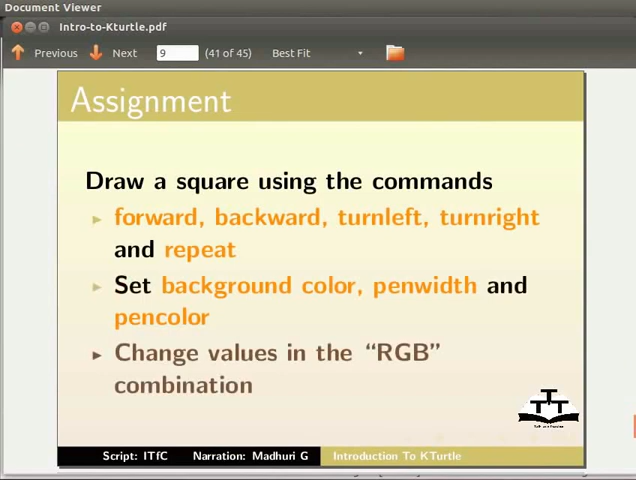 Document Viewer
Intro-to-Kturtle.pdf
Previous Next 9 (41 of 45) Best Fit
Assignment
Draw a square using the commands
forward, backward, turnleft, turnright
and repeat
Set background color, penwidth and
pencolor
Change values in the “RGB”
combination
Script: ITfC Narration: Madhuri G Introduction To KTurtle